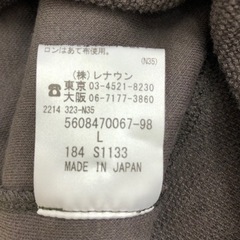 ロンはあて布使用。
(N35)
(株)レナウン
☎東京 03-4521-8230
大阪 06-7177-3860
2214 323-N35
5608470067-98
L
184 S1133
MADE IN JAPAN